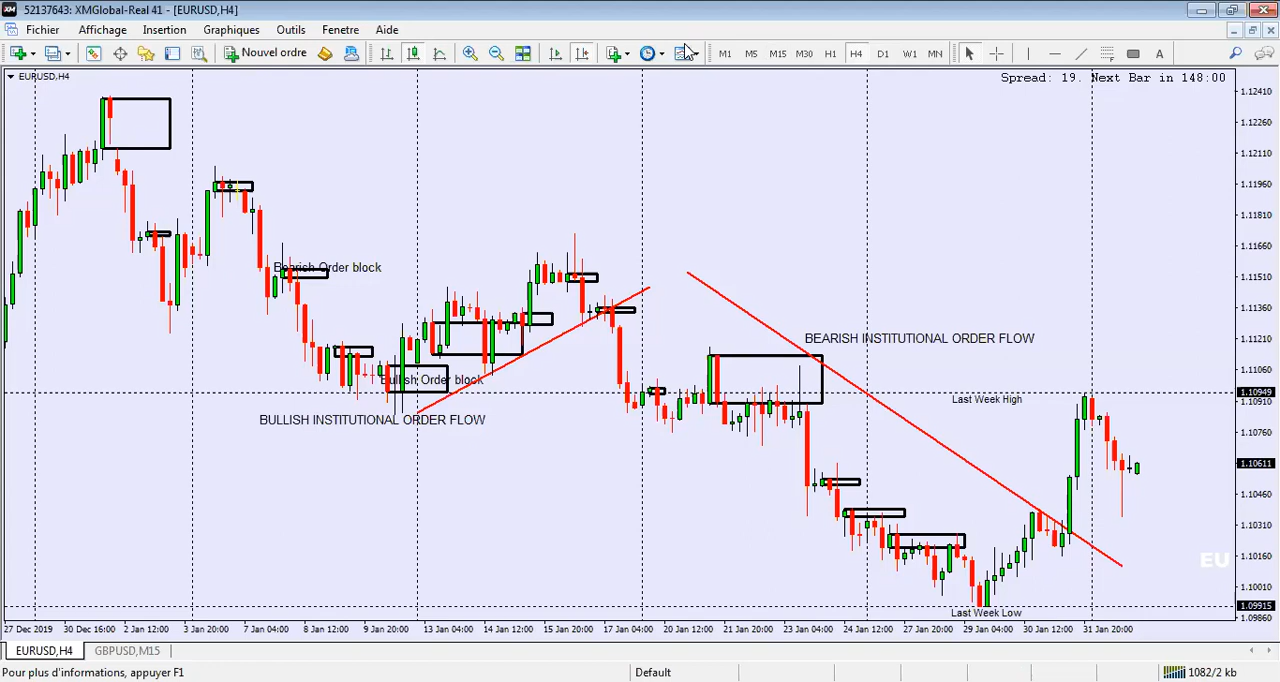 52137643: XMGlobal-Real 41 - [EURUSD,H4]
Fichier Affichage Insertion Graphiques Outils Fenetre Aide
Nouvel ordre M1 M5 M15 M30 H1 H4 D1 W1 MN A
EURUSD,H4
Spread: 19. Next Bar in 148:00
1.12410
1.12260
1.12110
1.11960
1.11810
1.11660
1.11510
1.11360
1.11210
1.11060
1.10949
1.10910
1.10760
1.10611
1.10460
1.10310
1.10160
1.10010
1.09915
1.09860
Bearish Order block
BEARISH INSTITUTIONAL ORDER FLOW
Bullish Order block
Last Week High
BULLISH INSTITUTIONAL ORDER FLOW
EU
Last Week Low
27 Dec 2019 30 Dec 16:00 2 Jan 12:00 3 Jan 20:00 7 Jan 04:00 8 Jan 12:00 9 Jan 20:00 13 Jan 04:00 14 Jan 12:00 15 Jan 20:00 17 Jan 04:00 20 Jan 12:00 21 Jan 20:00 23 Jan 04:00 24 Jan 12:00 27 Jan 20:00 29 Jan 04:00 30 Jan 12:00 31 Jan 20:00
EURUSD,H4 GBPUSD,M15
Pour plus d'informations, appuyer F1 Default 1082/2 kb